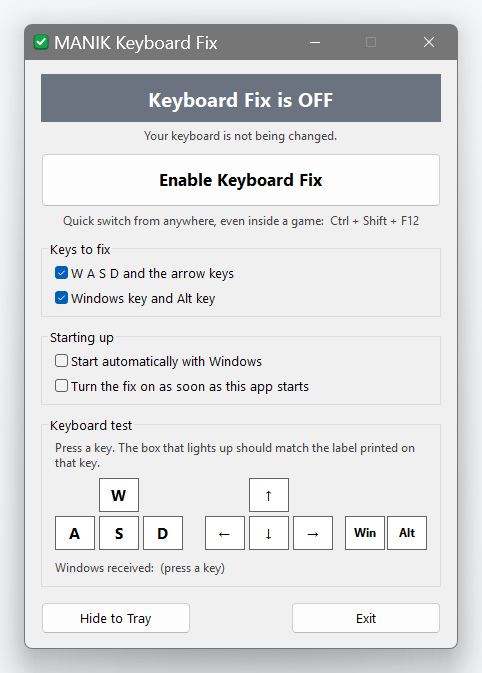 MANIK Keyboard Fix
Keyboard Fix is OFF
Your keyboard is not being changed.
Enable Keyboard Fix
Quick switch from anywhere, even inside a game:  Ctrl + Shift + F12
Keys to fix
W A S D and the arrow keys
Windows key and Alt key
Starting up
Start automatically with Windows
Turn the fix on as soon as this app starts
Keyboard test
Press a key. The box that lights up should match the label printed on
that key.
W ↑
A S D ← ↓ → Win Alt
Windows received:  (press a key)
Hide to Tray Exit